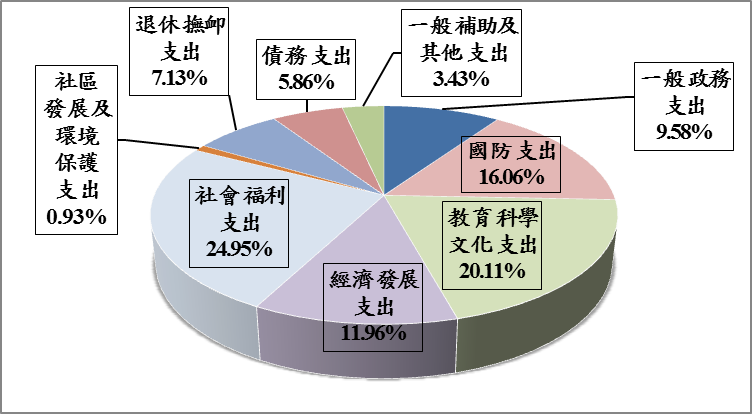 退休撫卹
支出
7.13%
債務支出
5.86%
一般補助及
其他支出
3.43%
一般政務
支出
9.58%
社區
發展及
環境
保護
支出
0.93%
國防支出
16.06%
社會福利
支出
24.95%
教育科學
文化支出
20.11%
經濟發展
支出
11.96%